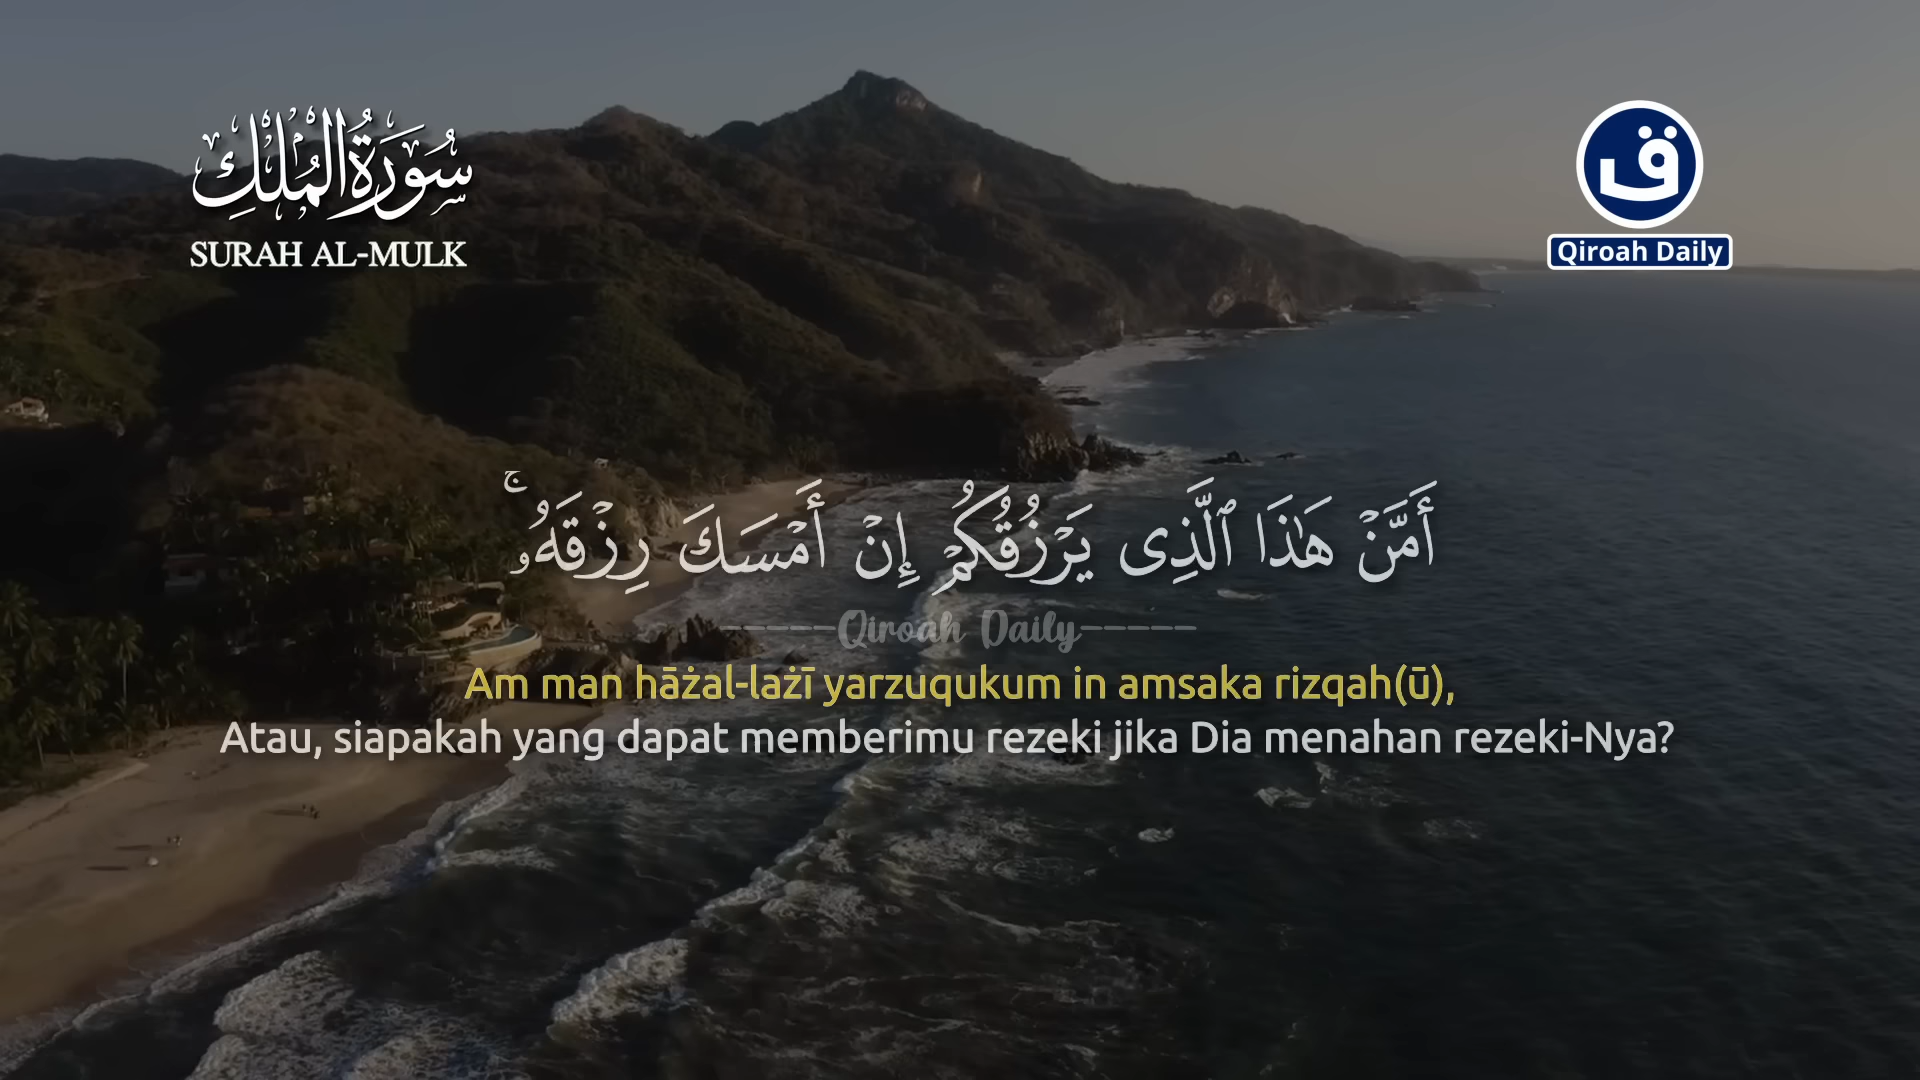 سُورَةُ الْمُلْكِ
SURAH AL-MULK
ق
Qiroah Daily
أَمَّنْ هَٰذَا ٱلَّذِى يَرْزُقُكُمْ إِنْ أَمْسَكَ رِزْقَهُۥ ۚ
-----Qiroah Daily-----
Am man hāżal-lażī yarzuqukum in amsaka rizqah(ū),
Atau, siapakah yang dapat memberimu rezeki jika Dia menahan rezeki-Nya?